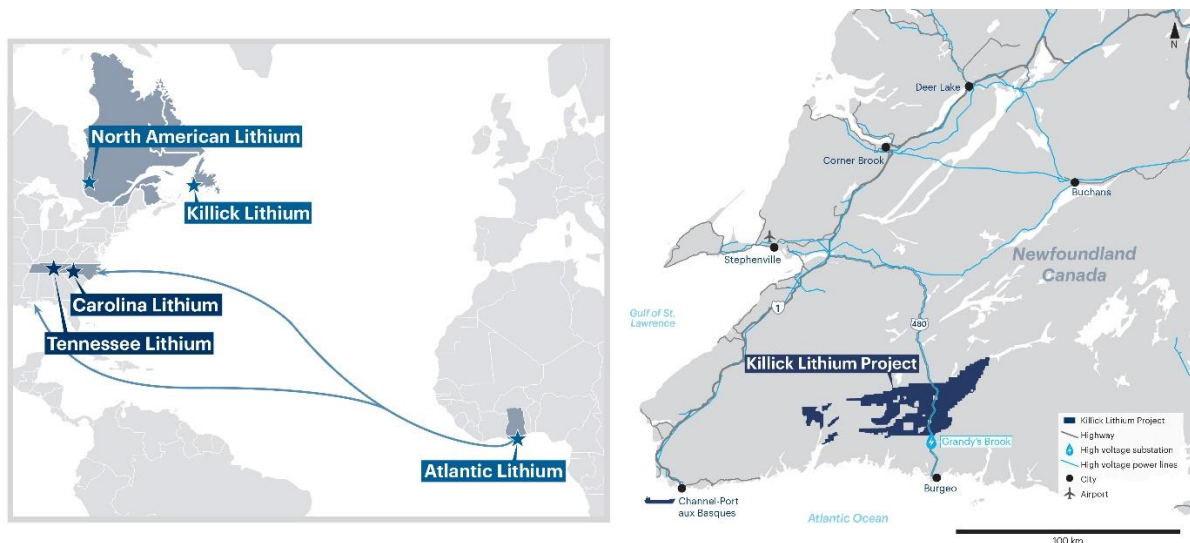 North American Lithium
Killick Lithium
Carolina Lithium
Tennessee Lithium
Atlantic Lithium
N
Deer Lake
Corner Brook
Buchans
Stephenville
Newfoundland
Canada
Gulf of St.
Lawrence
1
480
Killick Lithium Project
Grandy's Brook
Burgeo
Channel-Port
aux Basques
Atlantic Ocean
Killick Lithium Project
Highway
High voltage substation
High voltage power lines
City
Airport
100 km